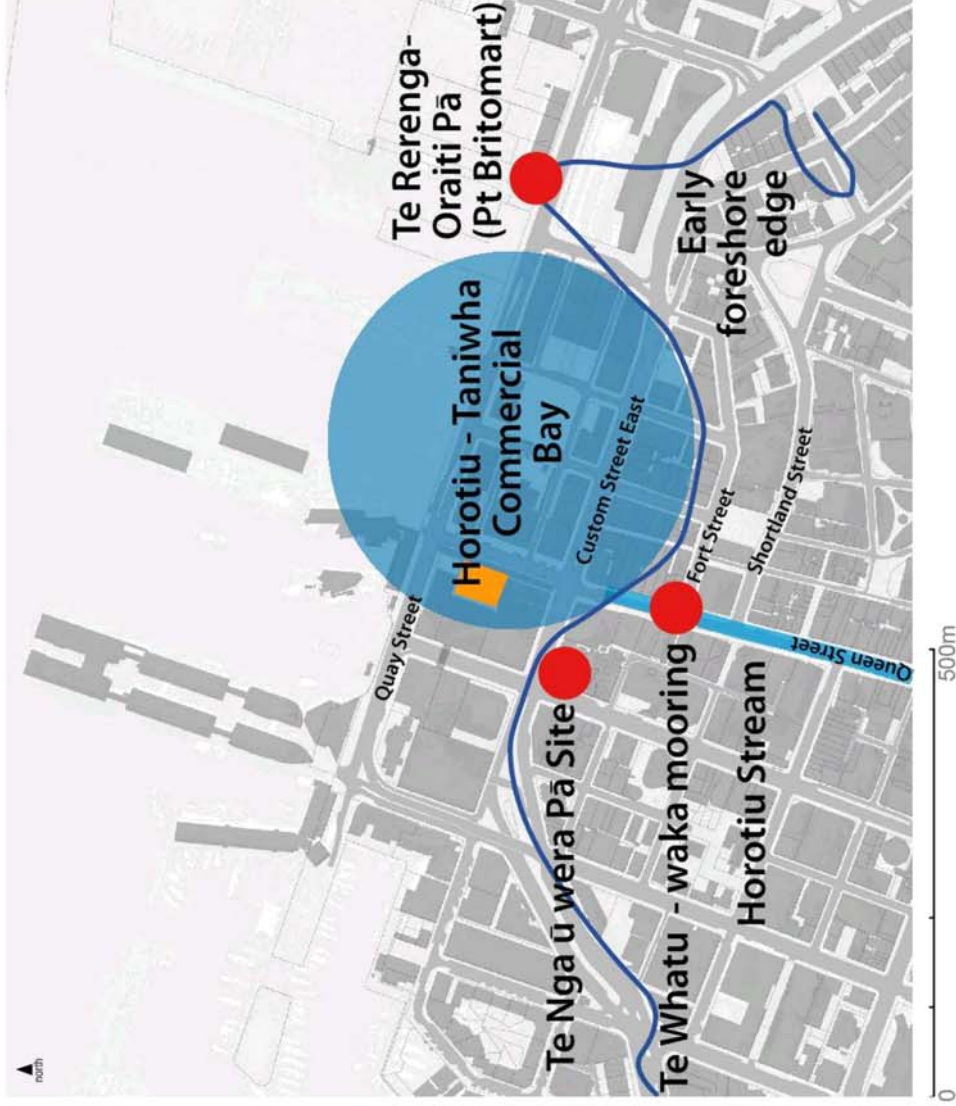 north
Te Rerenga-
Oraiti Pā
(Pt Britomart)
Horotiu - Taniwha
Commercial
Bay
Early
foreshore
edge
Quay Street
Custom Street East
Fort Street
Shortland Street
Te Nga ū wera Pā Site
Te Whatu - waka mooring
Horotiu Stream
Queen Street
0
500m